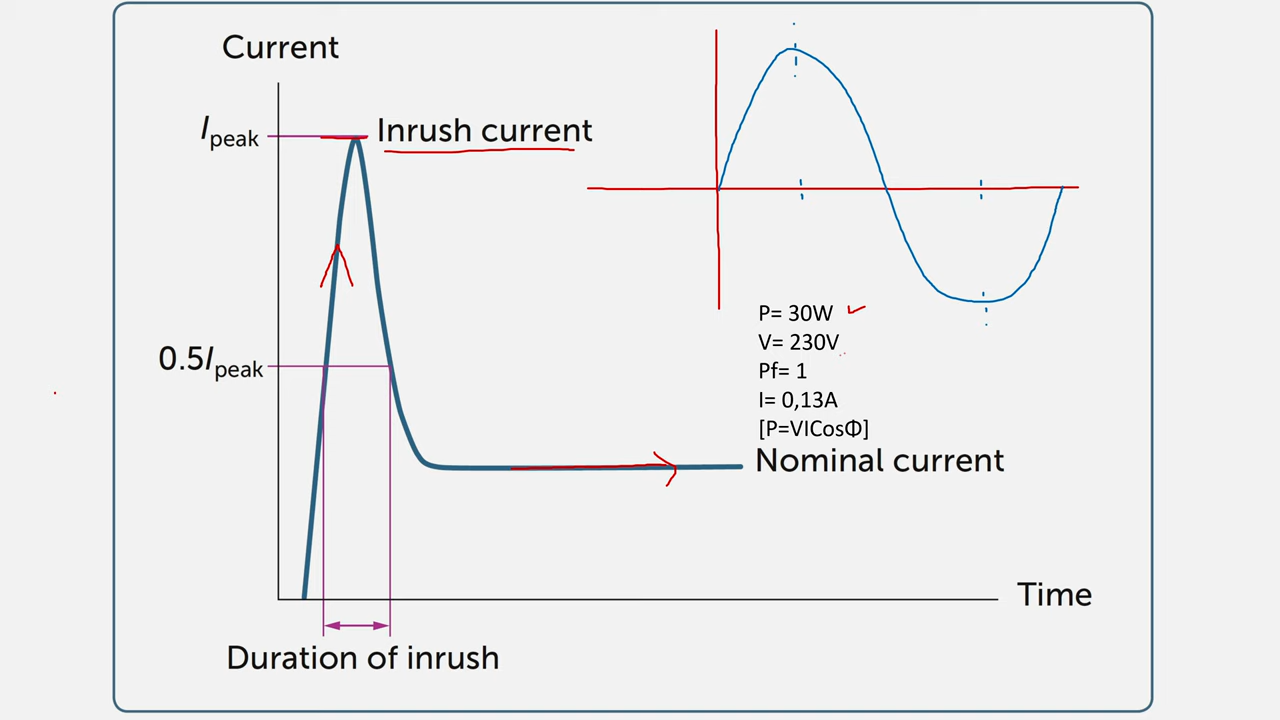 Current
Ipeak
Inrush current
P= 30W
V= 230V
0.5Ipeak
Pf= 1
I= 0,13A
[P=VICosΦ]
Nominal current
Time
Duration of inrush